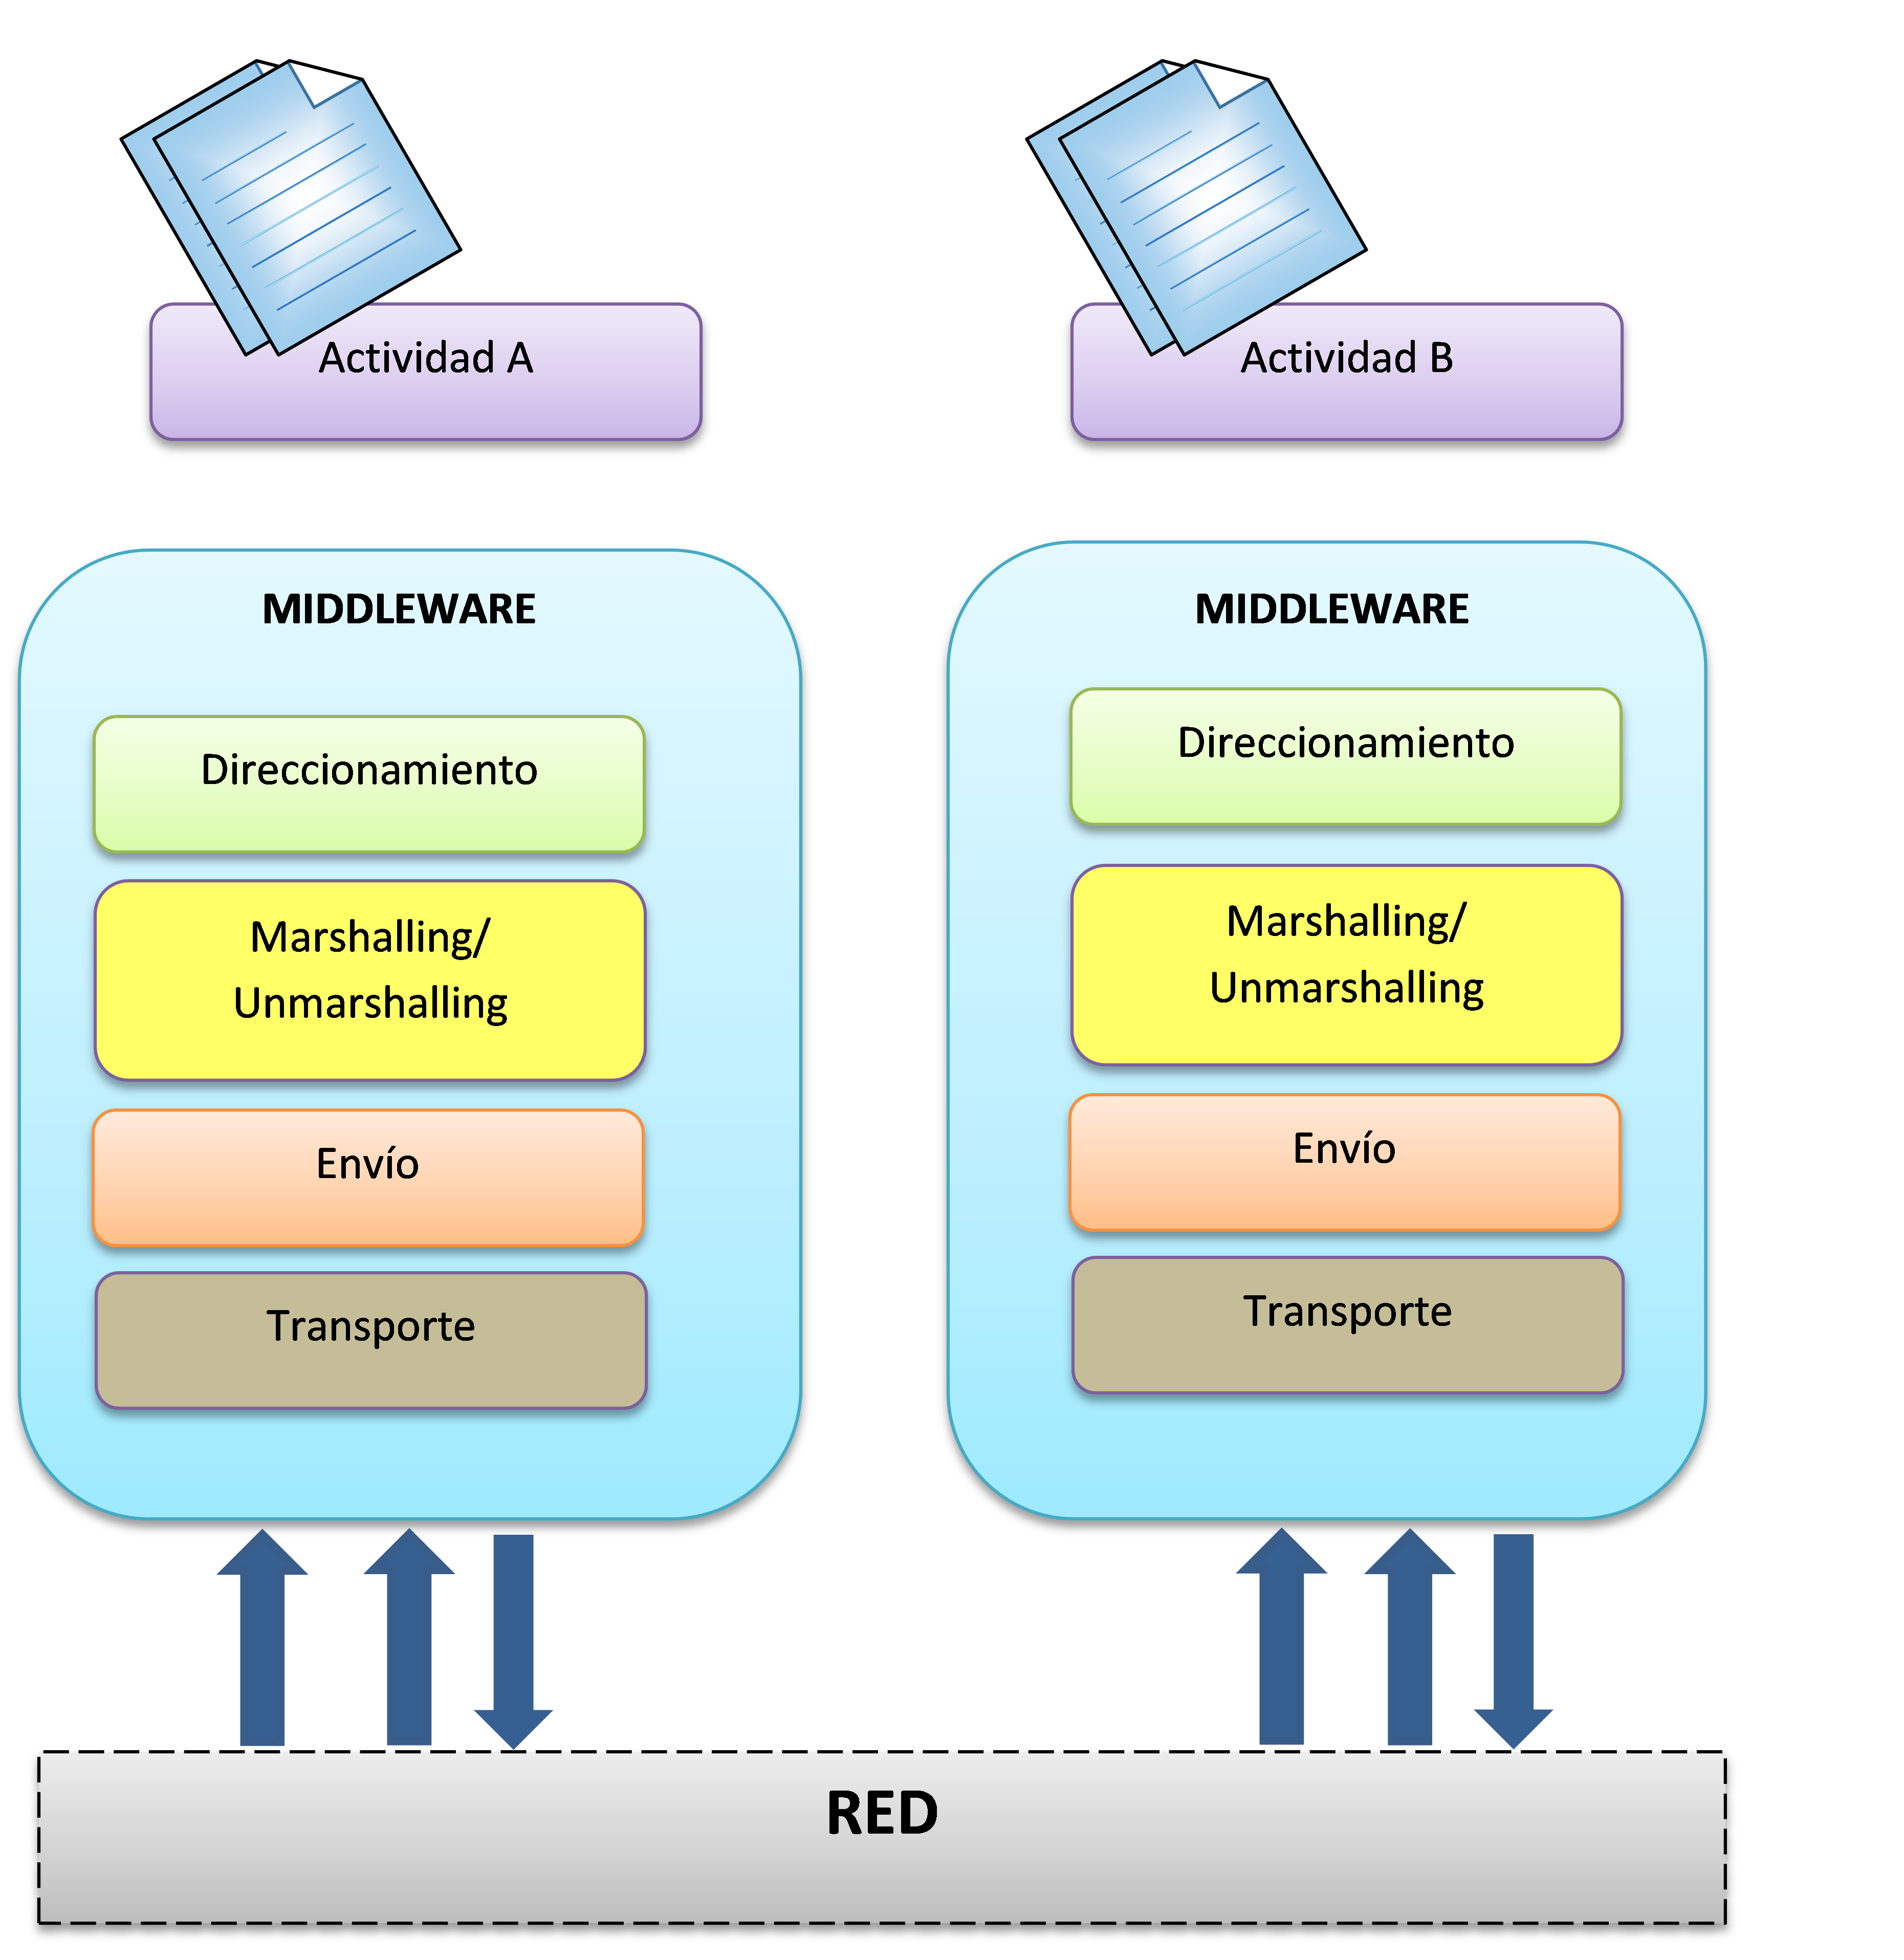 Actividad A
Actividad B
MIDDLEWARE
Direccionamiento
Marshalling/
Unmarshalling
Envío
Transporte
MIDDLEWARE
Direccionamiento
Marshalling/
Unmarshalling
Envío
Transporte
RED